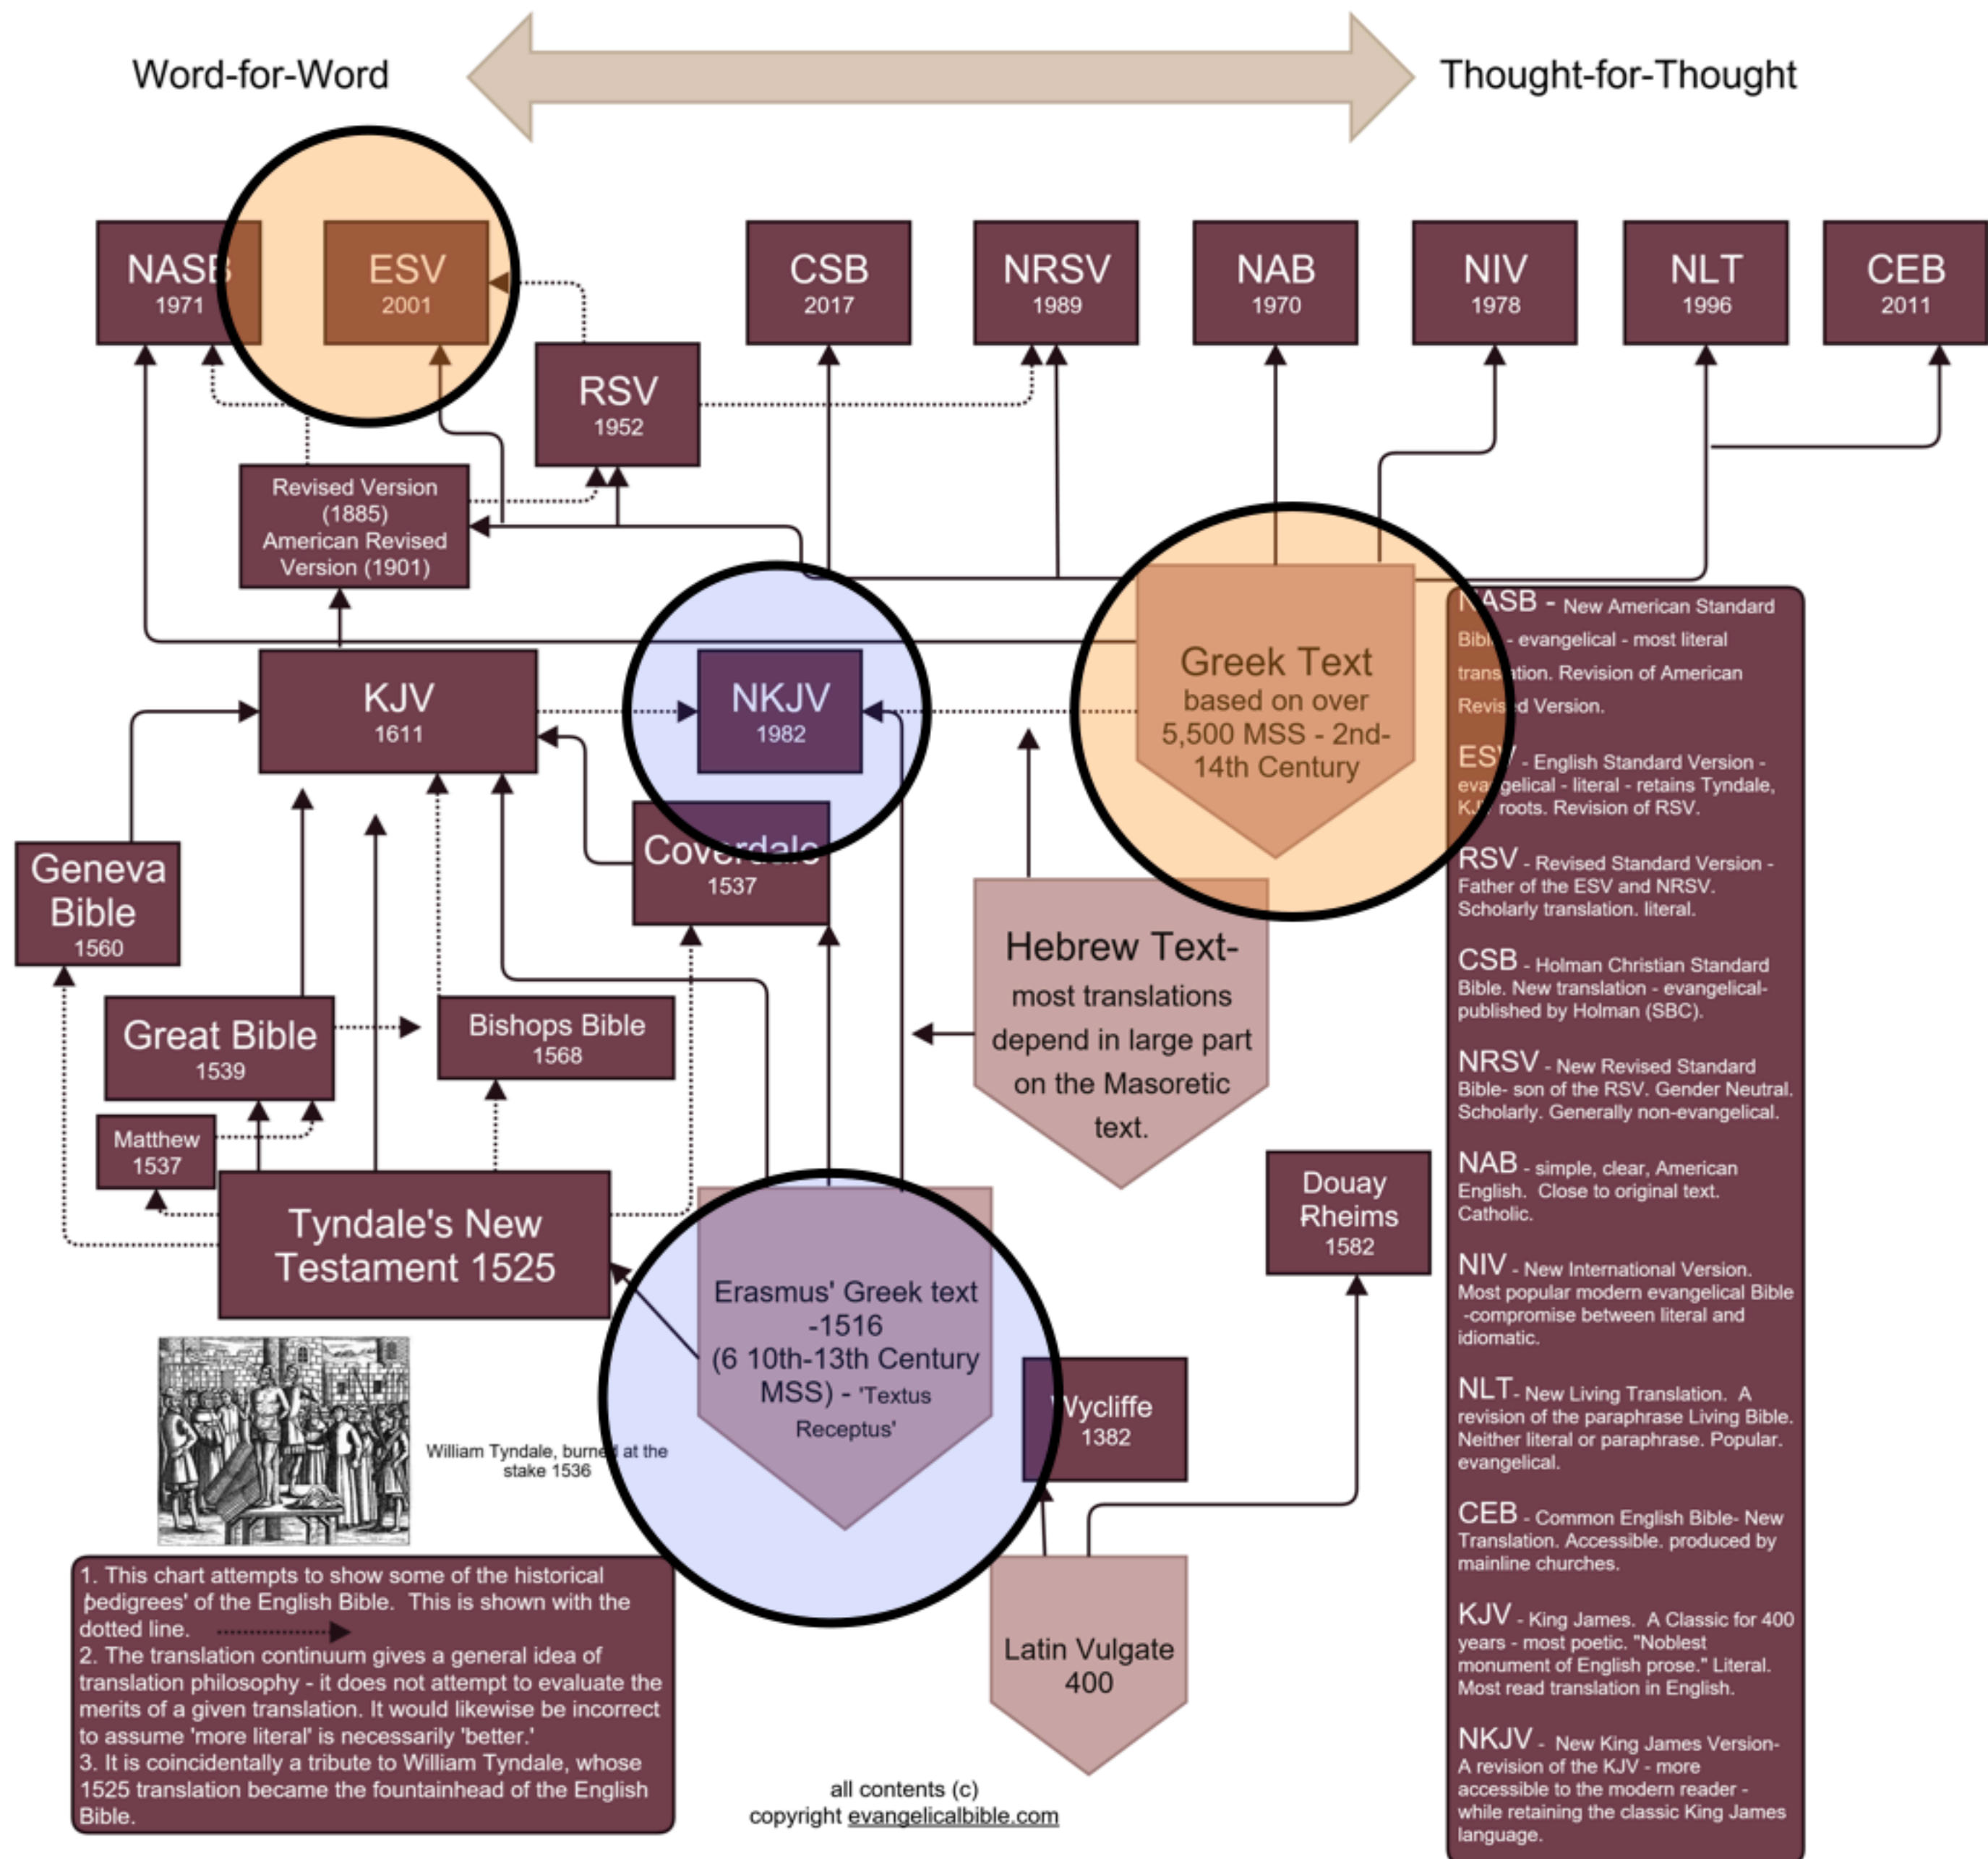 Word-for-Word
Thought-for-Thought
NASB
1971
ESV
2001
CSB
2017
NRSV
1989
NAB
1970
NIV
1978
NLT
1996
CEB
2011
RSV
1952
Revised Version
(1885)
American Revised
Version (1901)
KJV
1611
NKJV
1982
Greek Text
based on over
5,500 MSS - 2nd-
14th Century
Coverdale
1537
Geneva
Bible
1560
Great Bible
1539
Bishops Bible
1568
Hebrew Text-
most translations
depend in large part
on the Masoretic
text.
Matthew
1537
Tyndale's New
Testament 1525
Erasmus' Greek text
-1516
(6 10th-13th Century
MSS) - 'Textus
Receptus'
Douay
Rheims
1582
Wycliffe
1382
William Tyndale, burned at the
stake 1536
Latin Vulgate
400
1. This chart attempts to show some of the historical
'pedigrees' of the English Bible. This is shown with the
dotted line.
2. The translation continuum gives a general idea of
translation philosophy - it does not attempt to evaluate the
merits of a given translation. It would likewise be incorrect
to assume 'more literal' is necessarily 'better.'
3. It is coincidentally a tribute to William Tyndale, whose
1525 translation became the fountainhead of the English
Bible.
all contents (c)
copyright evangelicalbible.com
NASB - New American Standard
Bible - evangelical - most literal
translation. Revision of American
Revised Version.
ESV - English Standard Version -
evangelical - literal - retains Tyndale,
KJV roots. Revision of RSV.
RSV - Revised Standard Version -
Father of the ESV and NRSV.
Scholarly translation. literal.
CSB - Holman Christian Standard
Bible. New translation - evangelical-
published by Holman (SBC).
NRSV - New Revised Standard
Bible- son of the RSV. Gender Neutral.
Scholarly. Generally non-evangelical.
NAB - simple, clear, American
English. Close to original text.
Catholic.
NIV - New International Version.
Most popular modern evangelical Bible
-compromise between literal and
idiomatic.
NLT- New Living Translation. A
revision of the paraphrase Living Bible.
Neither literal or paraphrase. Popular.
evangelical.
CEB - Common English Bible- New
Translation. Accessible. produced by
mainline churches.
KJV - King James. A Classic for 400
years - most poetic. "Noblest
monument of English prose." Literal.
Most read translation in English.
NKJV - New King James Version-
A revision of the KJV - more
accessible to the modern reader -
while retaining the classic King James
language.